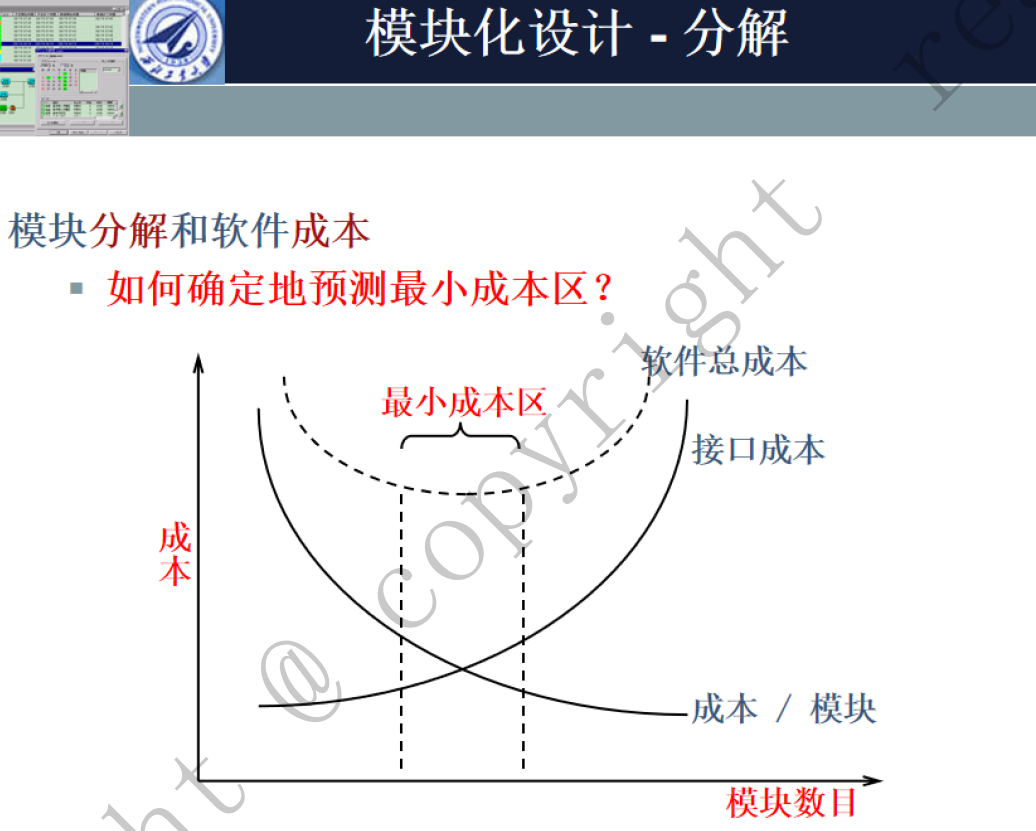 模块化设计 - 分解
模块分解和软件成本
如何确定地预测最小成本区？
软件总成本
最小成本区
接口成本
成本
成本 / 模块
模块数目
@ copyright